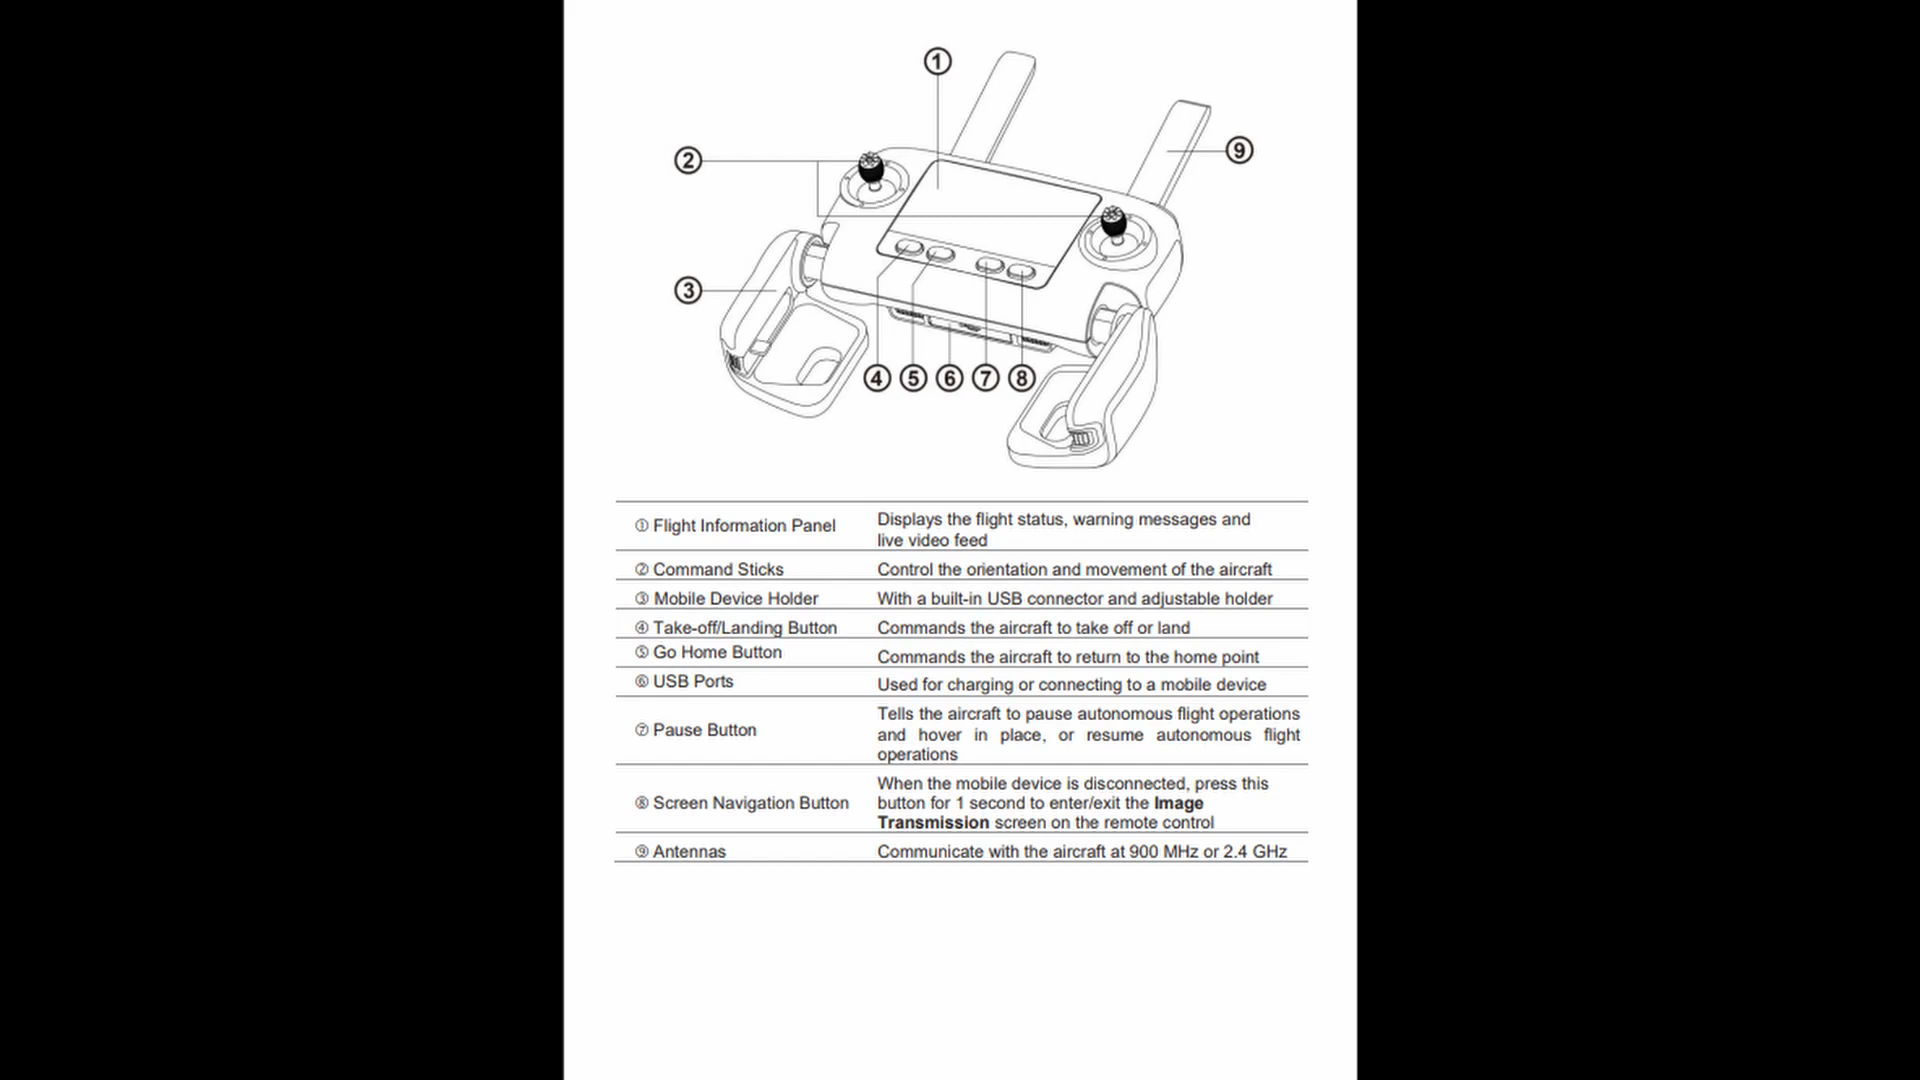 ①
②
⑨
③
④ ⑤ ⑥ ⑦ ⑧
① Flight Information Panel
Displays the flight status, warning messages and
live video feed
② Command Sticks
Control the orientation and movement of the aircraft
③ Mobile Device Holder
With a built-in USB connector and adjustable holder
④ Take-off/Landing Button
Commands the aircraft to take off or land
⑤ Go Home Button
Commands the aircraft to return to the home point
⑥ USB Ports
Used for charging or connecting to a mobile device
⑦ Pause Button
Tells the aircraft to pause autonomous flight operations
and hover in place, or resume autonomous flight
operations
⑧ Screen Navigation Button
When the mobile device is disconnected, press this
button for 1 second to enter/exit the Image
Transmission screen on the remote control
⑨ Antennas
Communicate with the aircraft at 900 MHz or 2.4 GHz